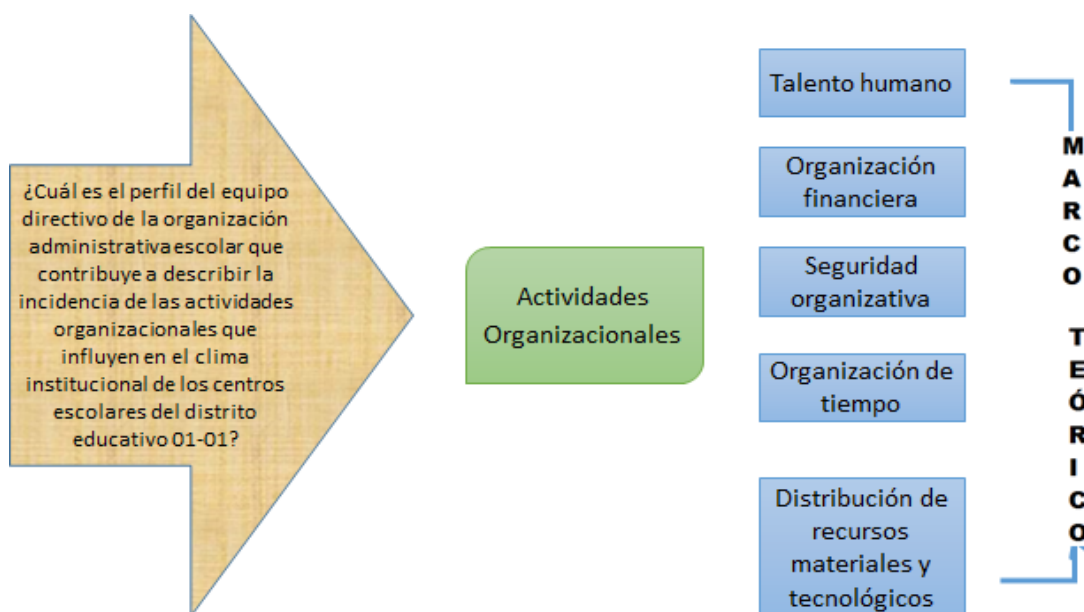 ¿Cuál es el perfil del equipo
directivo de la organización
administrativa escolar que
contribuye a describir la
incidencia de las actividades
organizacionales que
influyen en el clima
institucional de los centros
escolares del distrito
educativo 01-01?
Actividades
Organizacionales
Talento humano
Organización
financiera
Seguridad
organizativa
Organización de
tiempo
Distribución de
recursos
materiales y
tecnológicos
MARCO TEÓRICO